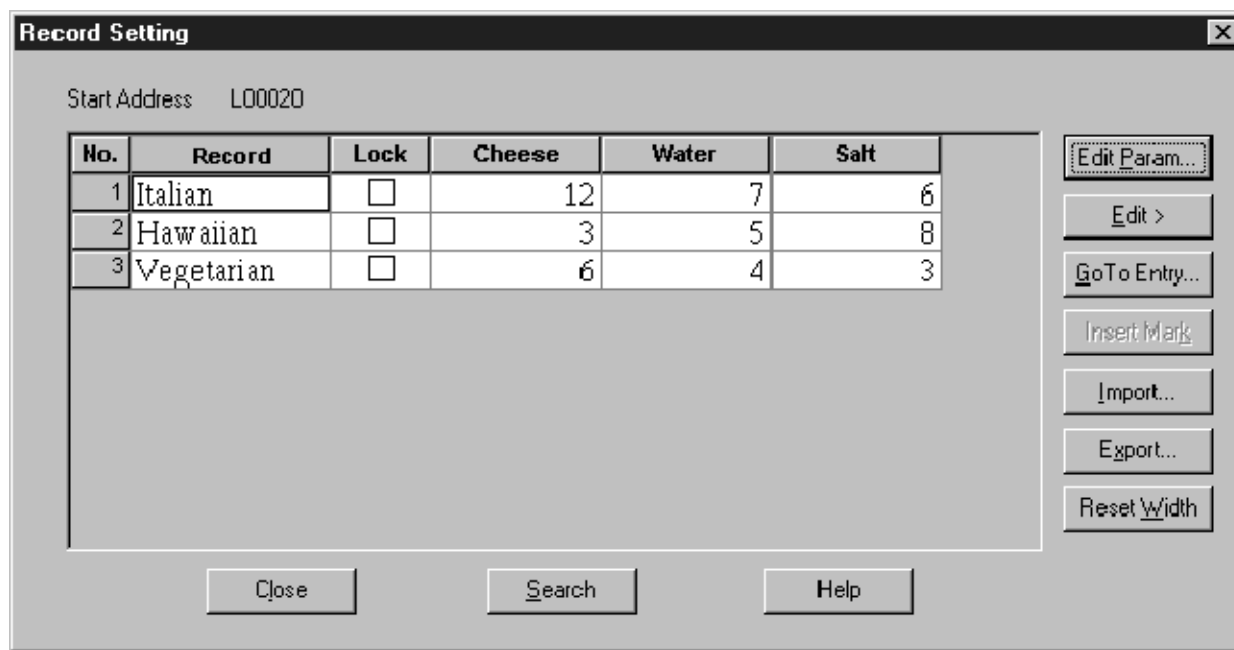 Record Setting
Start Address L00020
No. Record Lock Cheese Water Salt
1 Italian 12 7 6
2 Hawaiian 3 5 8
3 Vegetarian 6 4 3
Edit Param...
Edit >
GoTo Entry...
Insert Mark
Import...
Export...
Reset Width
Close Search Help